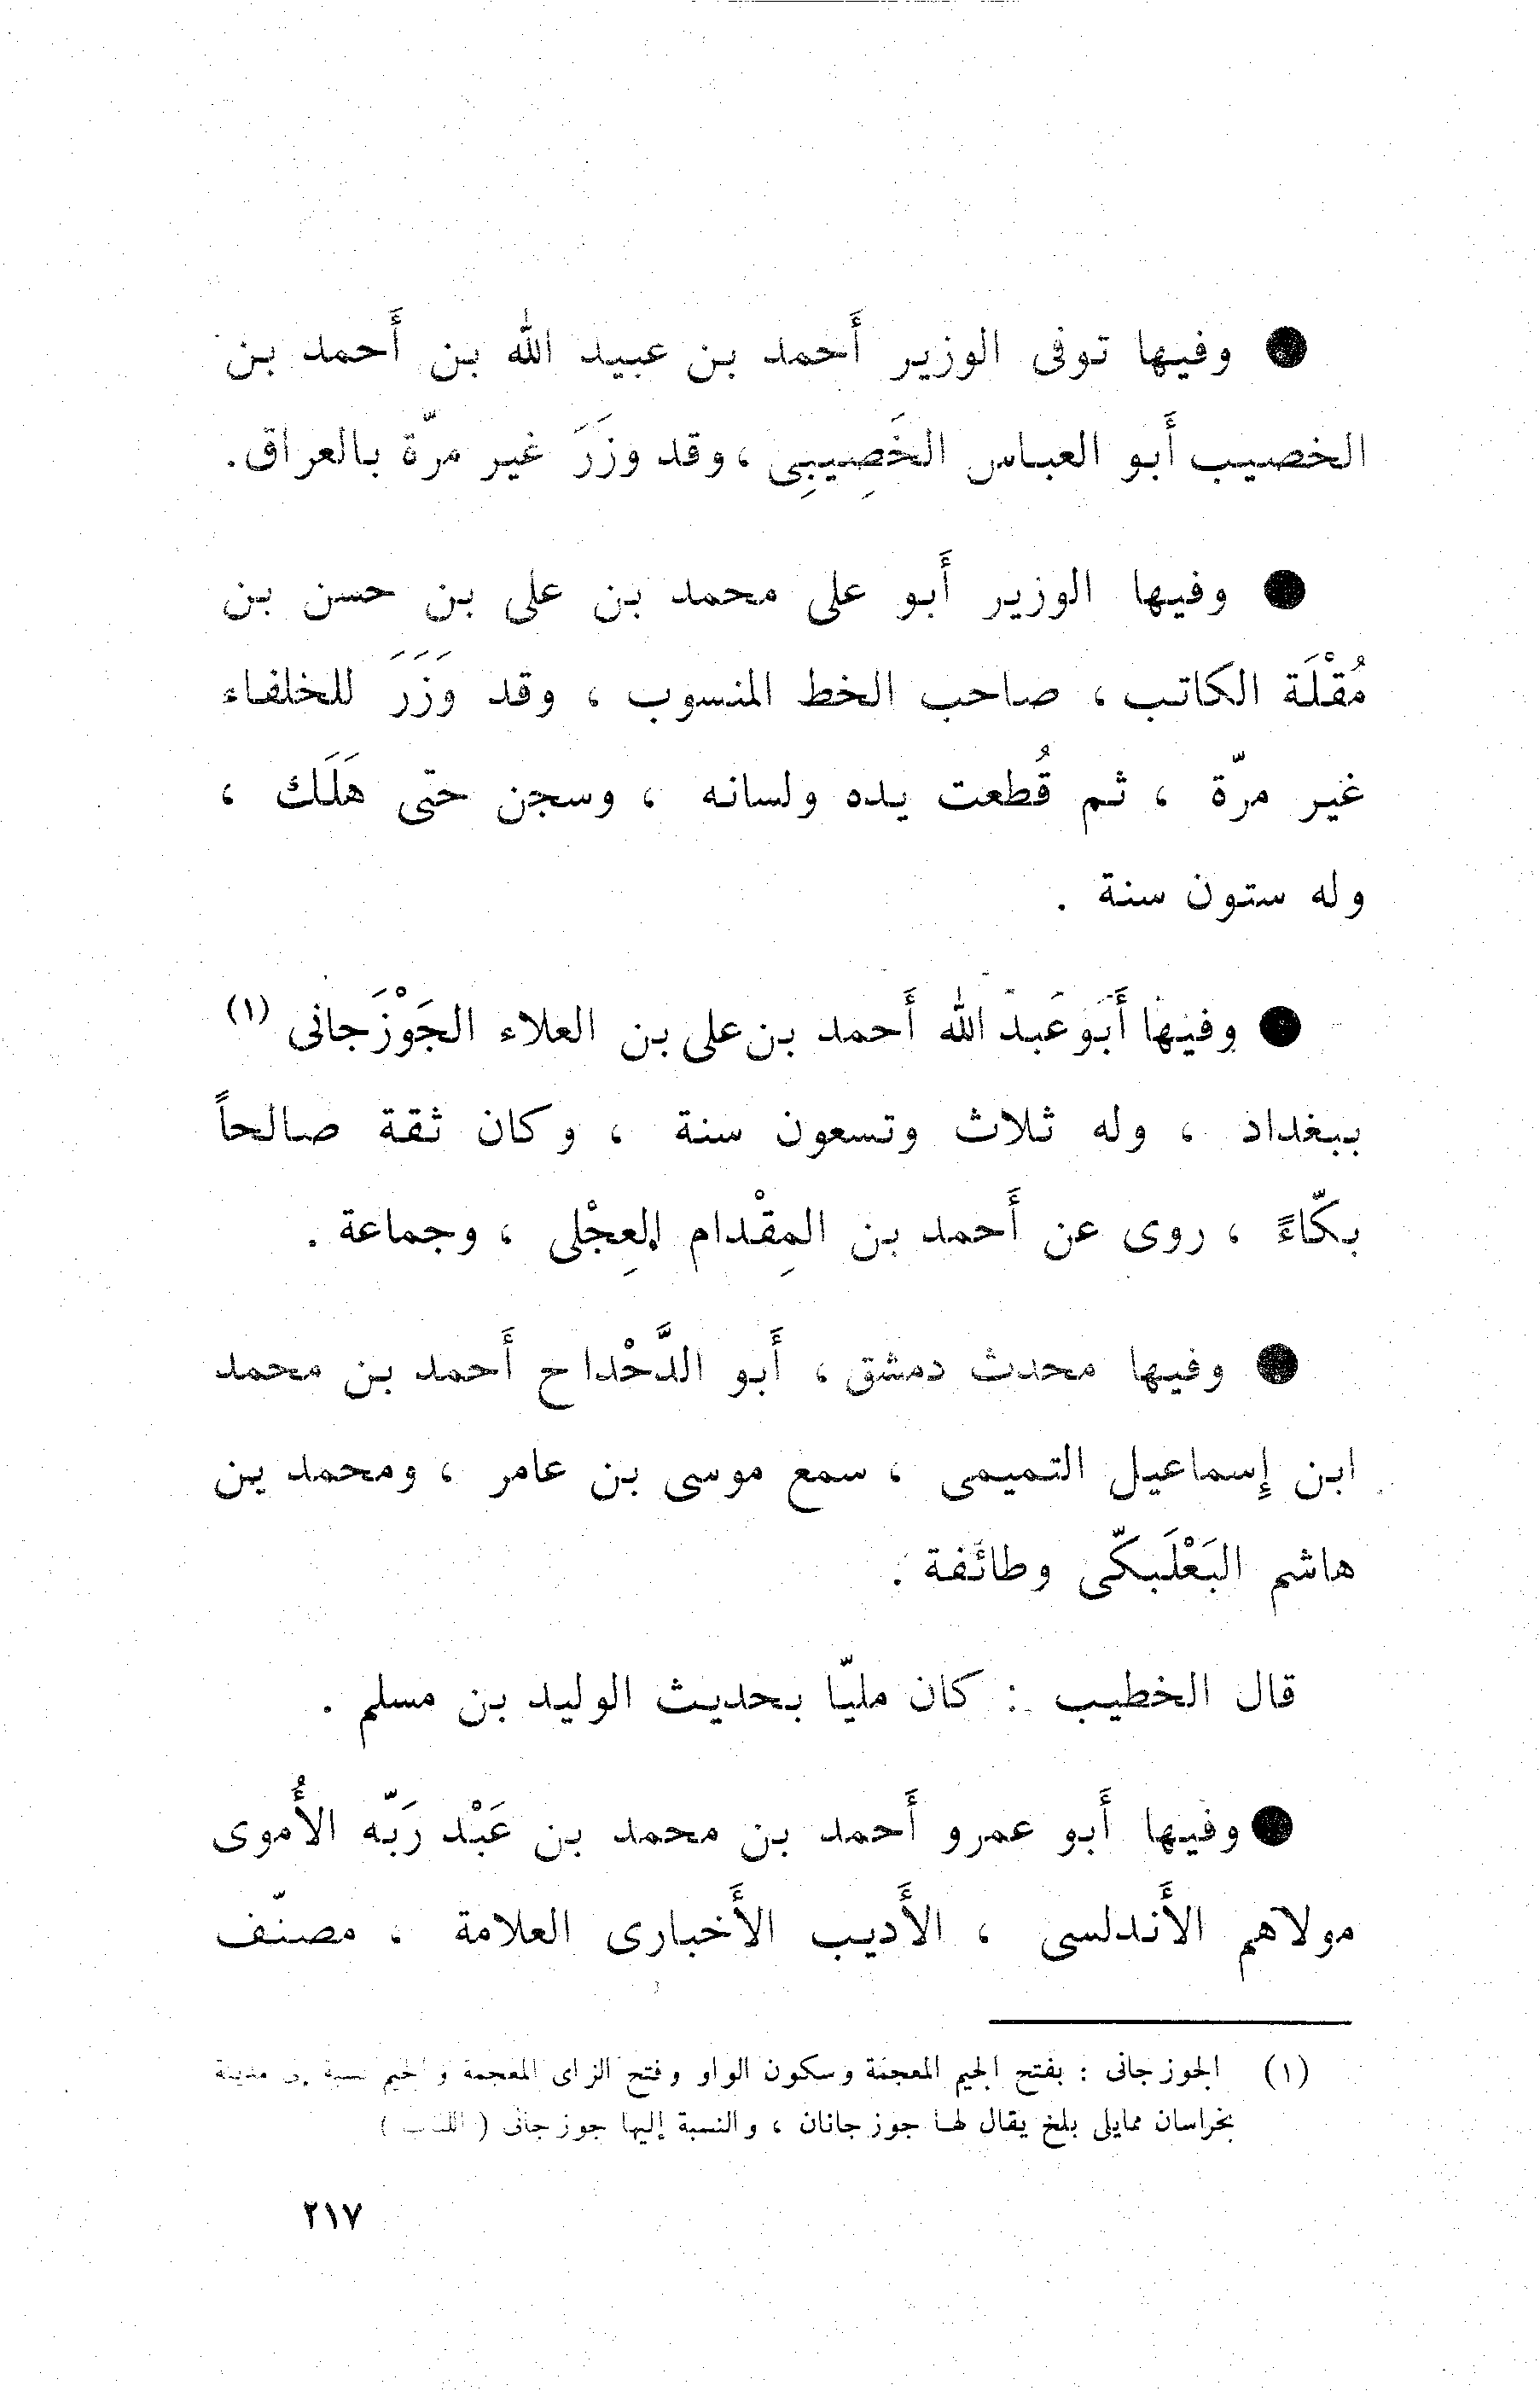 ● وفيها توفى الوزير أَحمد بن عبيد الله بن أَحمد بن
الخصيب أَبو العباس الخَصِيبِى ، وقد وزَرَ غير مرّة بالعراق.
● وفيها الوزير أَبو على محمد بن على بن حسن بن
مُقْلَة الكاتب ، صاحب الخط المنسوب ، وقد وَزَرَ للخلفاء
غير مرّة ، ثم قُطعت يده ولسانه ، وسجن حتى هَلَك ،
وله ستون سنة .
● وفيها أَبو عبد الله أَحمد بن على بن العلاء الجَوْزَجانى (١)
ببغداد ، وله ثلاث وتسعون سنة ، وكان ثقة صالحاً
بكّاءً ، روى عن أَحمد بن المِقْدام العِجْلى ، وجماعة .
● وفيها محدث دمشق ، أَبو الدَّحْداح أَحمد بن محمد
ابن إِسماعيل التميمى ، سمع موسى بن عامر ، ومحمد بن
هاشم البَعْلَبكّى وطائفة .
قال الخطيب : كان مليّا بحديث الوليد بن مسلم .
● وفيها أَبو عمرو أَحمد بن محمد بن عَبْد رَبّه الأُموى
مولاهم الأَندلسى ، الأَديب الأَخبارى العلامة ، مصنّف
(١) الجوزجانى : بفتح الجيم المعجمة وسكون الواو وفتح الزاى المعجمة والجيم نسبة مدينة
بخراسان ممايلى بلخ يقال لها جوزجانان ، والنسبة إليها جوزجانى ( )
٢١٧